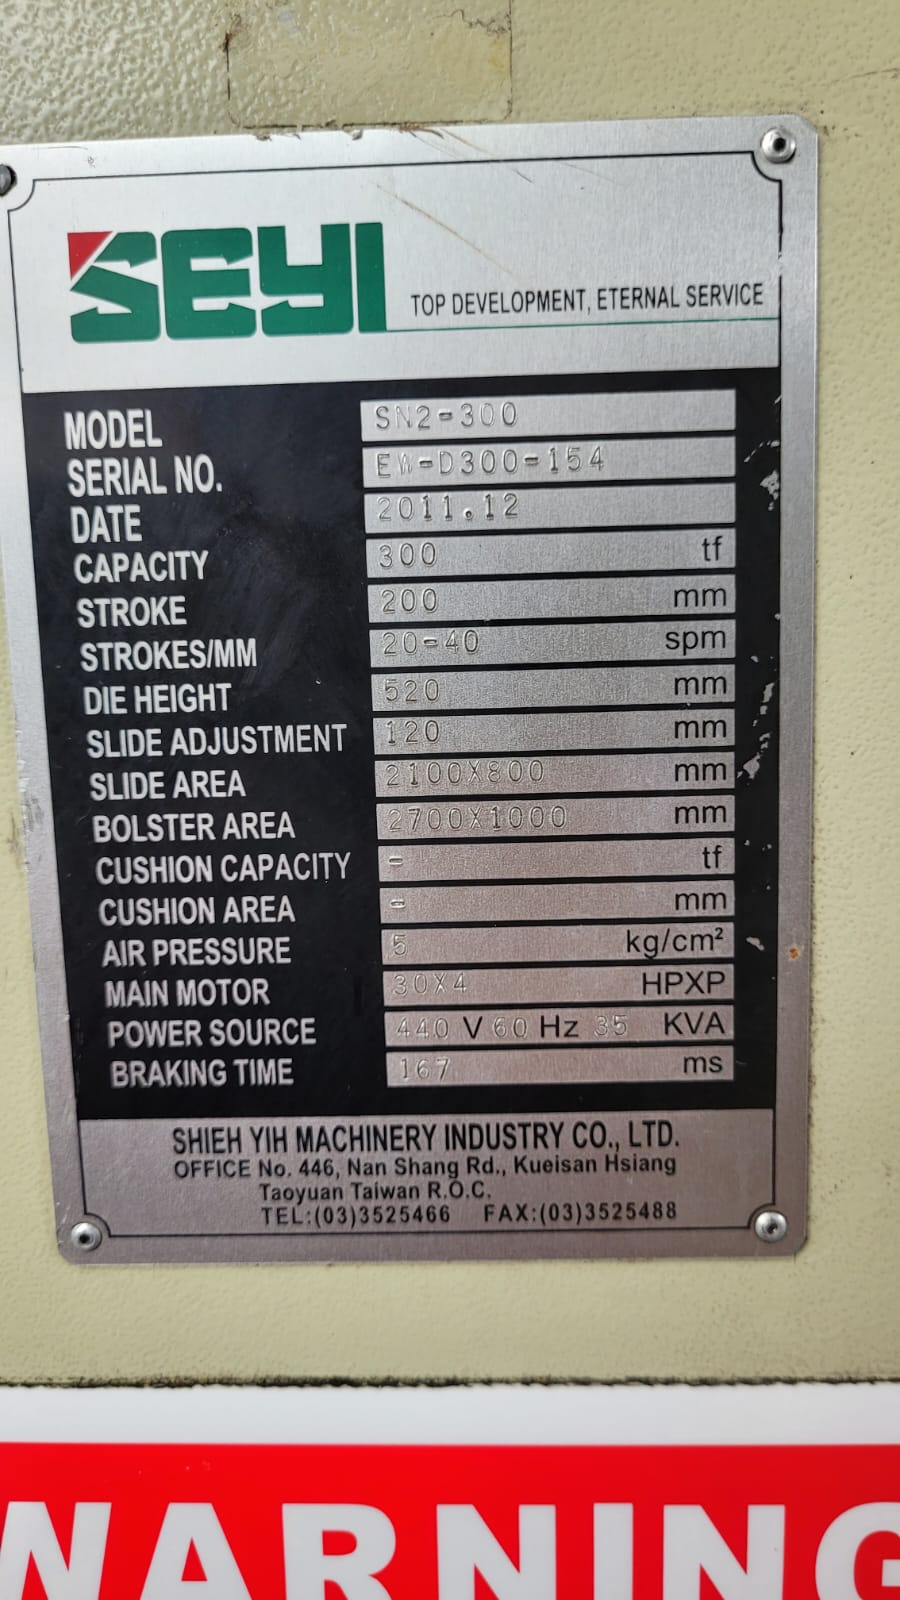 SEYI
TOP DEVELOPMENT, ETERNAL SERVICE
MODEL SN2-300
SERIAL NO. EW-D300-154
DATE 2011.12
CAPACITY 300 tf
STROKE 200 mm
STROKES/MM 20-40 spm
DIE HEIGHT 520 mm
SLIDE ADJUSTMENT 120 mm
SLIDE AREA 2100X800 mm
BOLSTER AREA 2700X1000 mm
CUSHION CAPACITY - tf
CUSHION AREA - mm
AIR PRESSURE 5 kg/cm²
MAIN MOTOR 30X4 HPXP
POWER SOURCE 440 V 60 Hz 35 KVA
BRAKING TIME 167 ms
SHIEH YIH MACHINERY INDUSTRY CO., LTD.
OFFICE No. 446, Nan Shang Rd., Kueisan Hsiang
Taoyuan Taiwan R.O.C.
TEL:(03)3525466 FAX:(03)3525488
WARNING